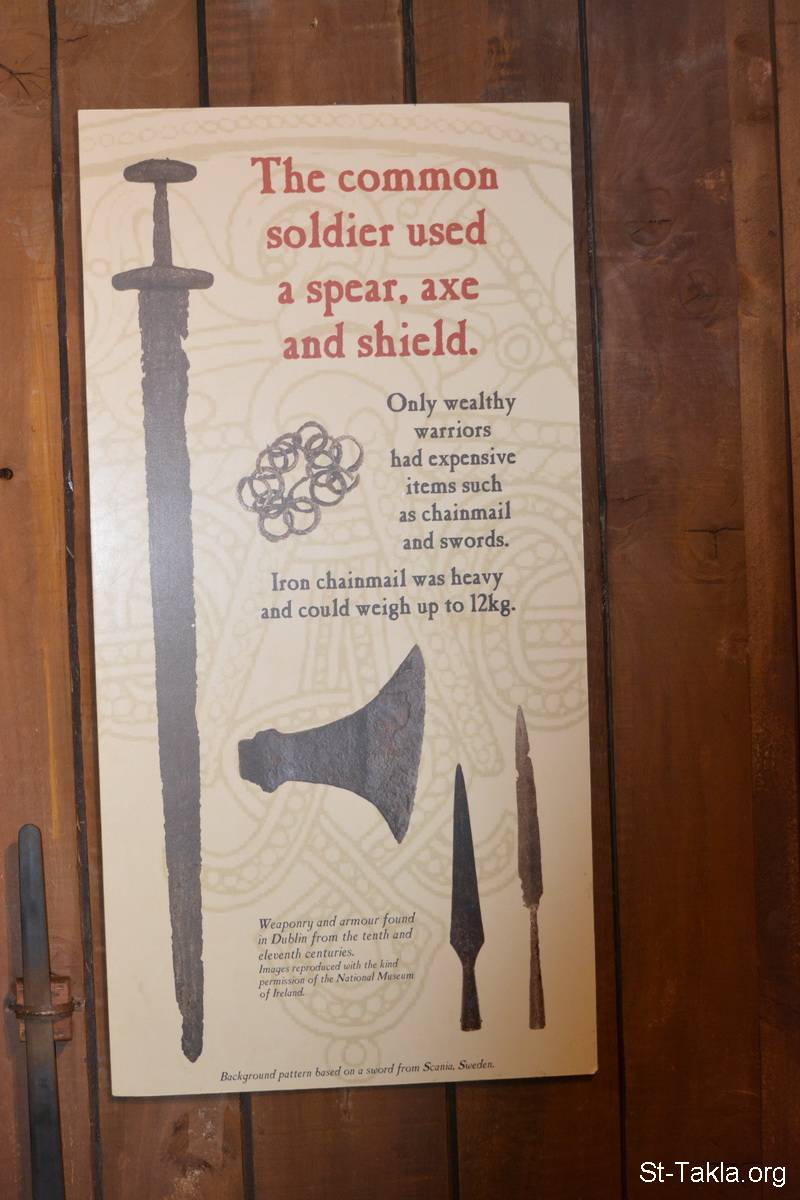 The common
soldier used
a spear, axe
and shield.
Only wealthy
warriors
had expensive
items such
as chainmail
and swords.
Iron chainmail was heavy
and could weigh up to 12kg.
Weaponry and armour found
in Dublin from the tenth and
eleventh centuries.
Images reproduced with the kind
permission of the National Museum
of Ireland.
Background pattern based on a sword from Scania, Sweden.
St-Takla.org